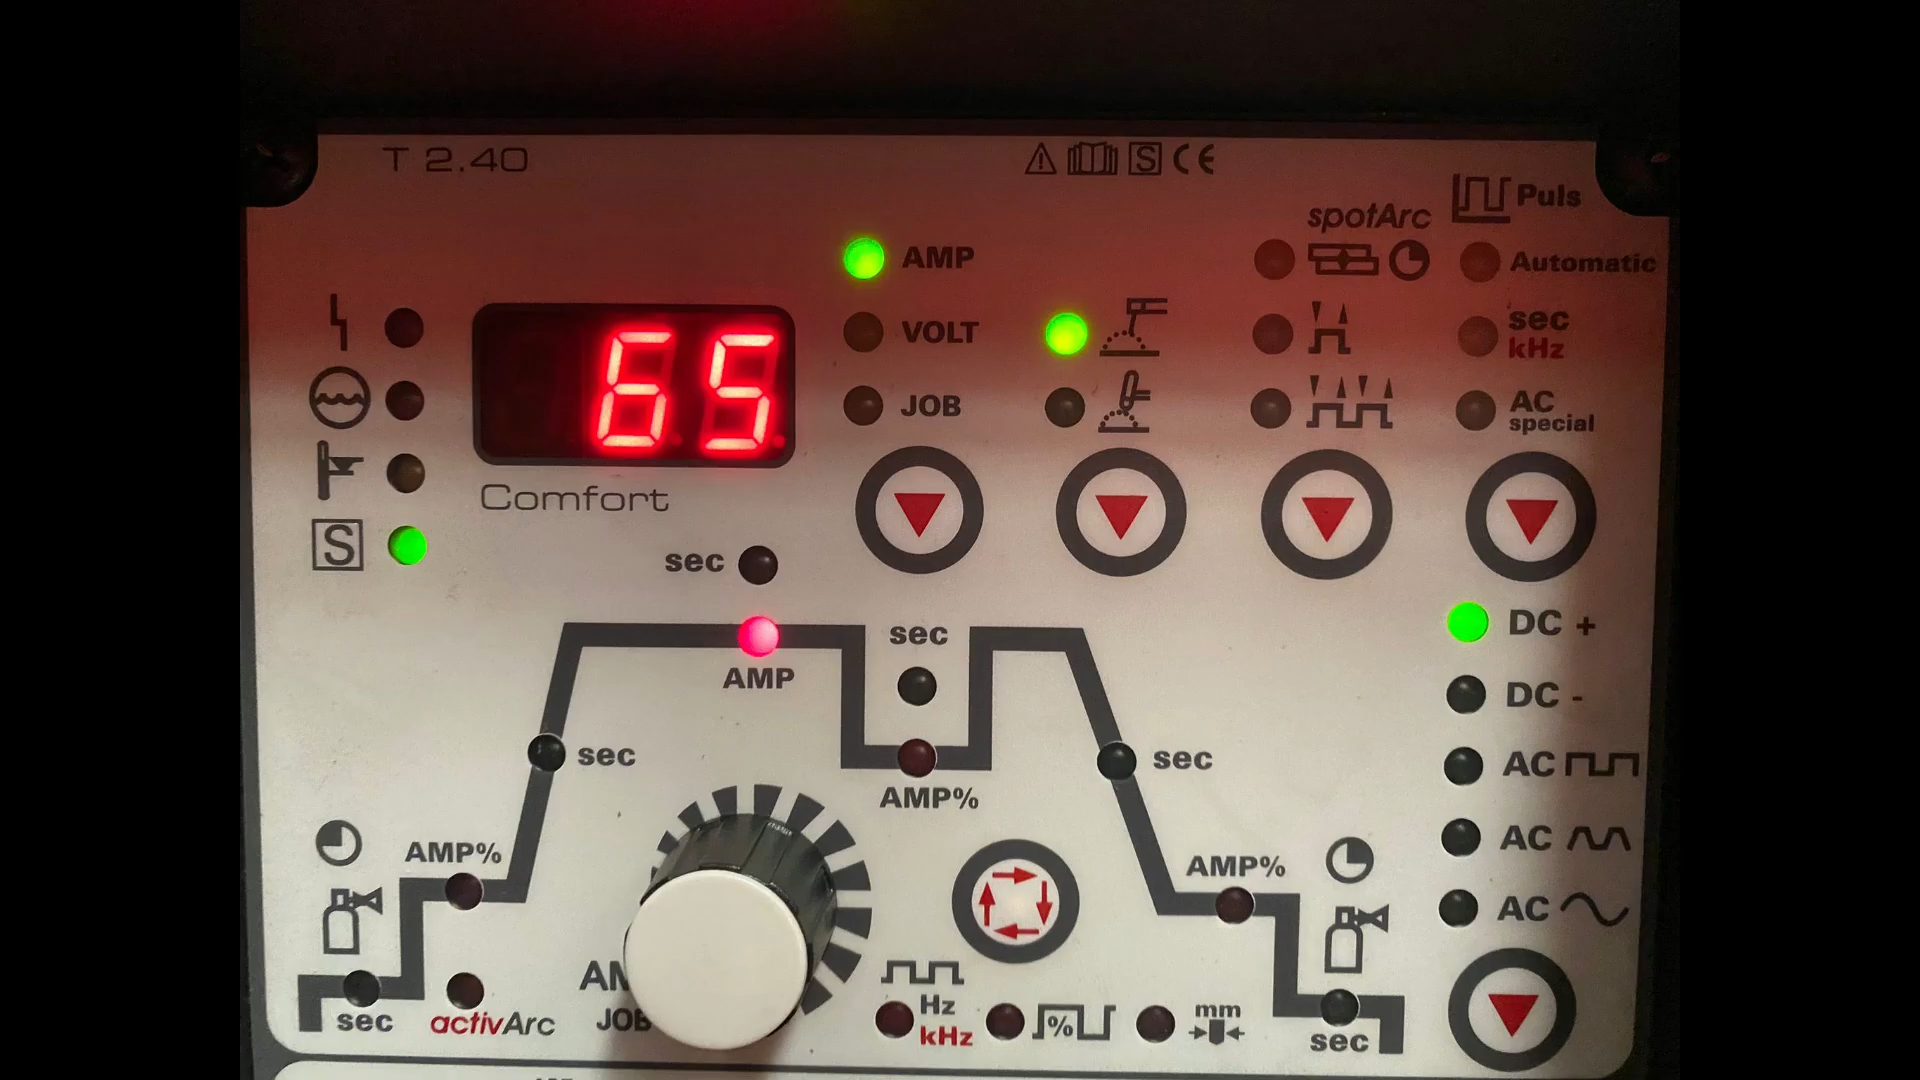 T 2.40
S CE
Puls
spotArc
AMP
Automatic
VOLT
sec
kHz
JOB
AC
special
65
Comfort
S
sec
DC +
sec
AMP
DC -
sec
sec
AC
AMP%
AMP%
AMP%
AC
AC
JOB
Hz
mm
sec
activArc
kHz
%
sec